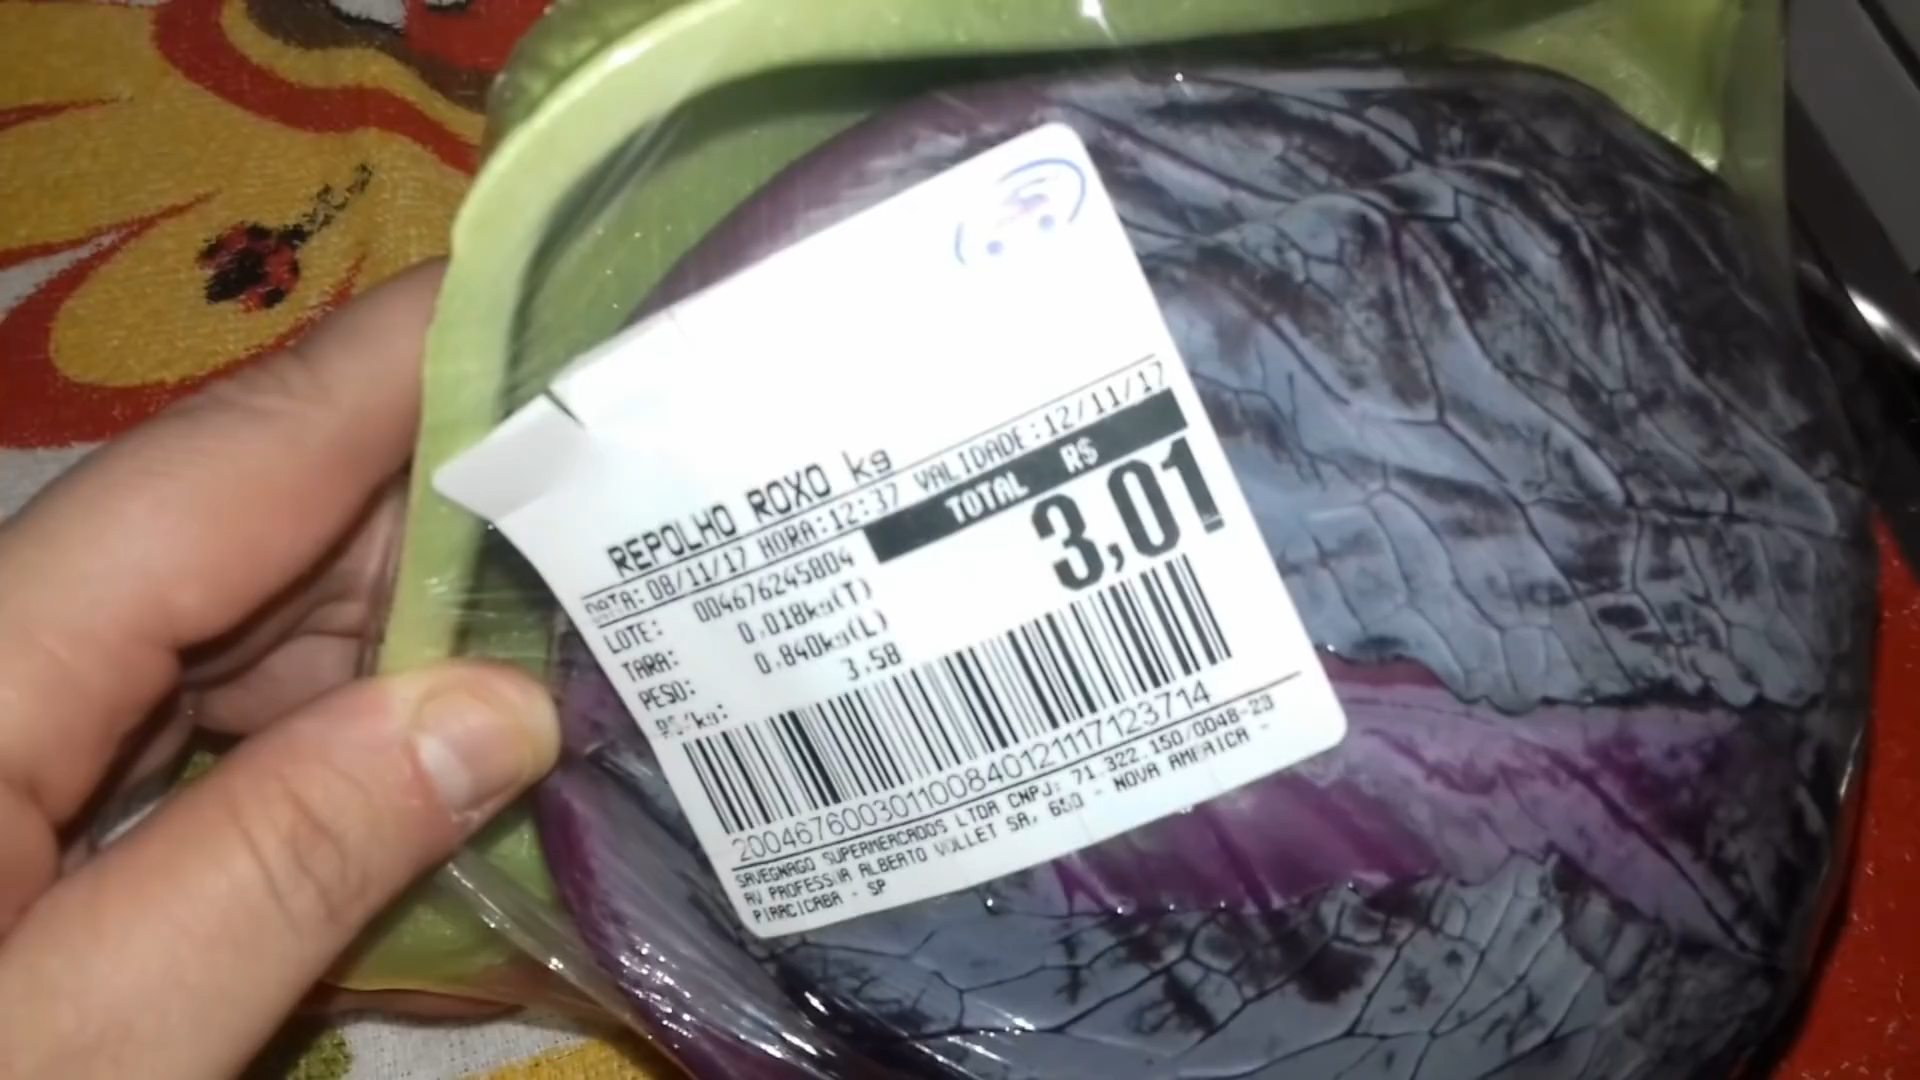 REPOLHO ROXO kg
DATA:08/11/17 HORA:12:37 VALIDADE:12/11/17
LOTE: 004676245804
TARA: 0.018kg(T)
PESO: 0.840kg(L)
R$/kg: 3.58
TOTAL R$
3,01
2004676003011008401211117123714
SAVEGNAGO SUPERMERCADOS LTDA CNPJ: 71.322.150/0048-23
AV PROFESSOR ALBERTO VOLLET SA, 650 - NOVA AMERICA -
PIRACICABA - SP